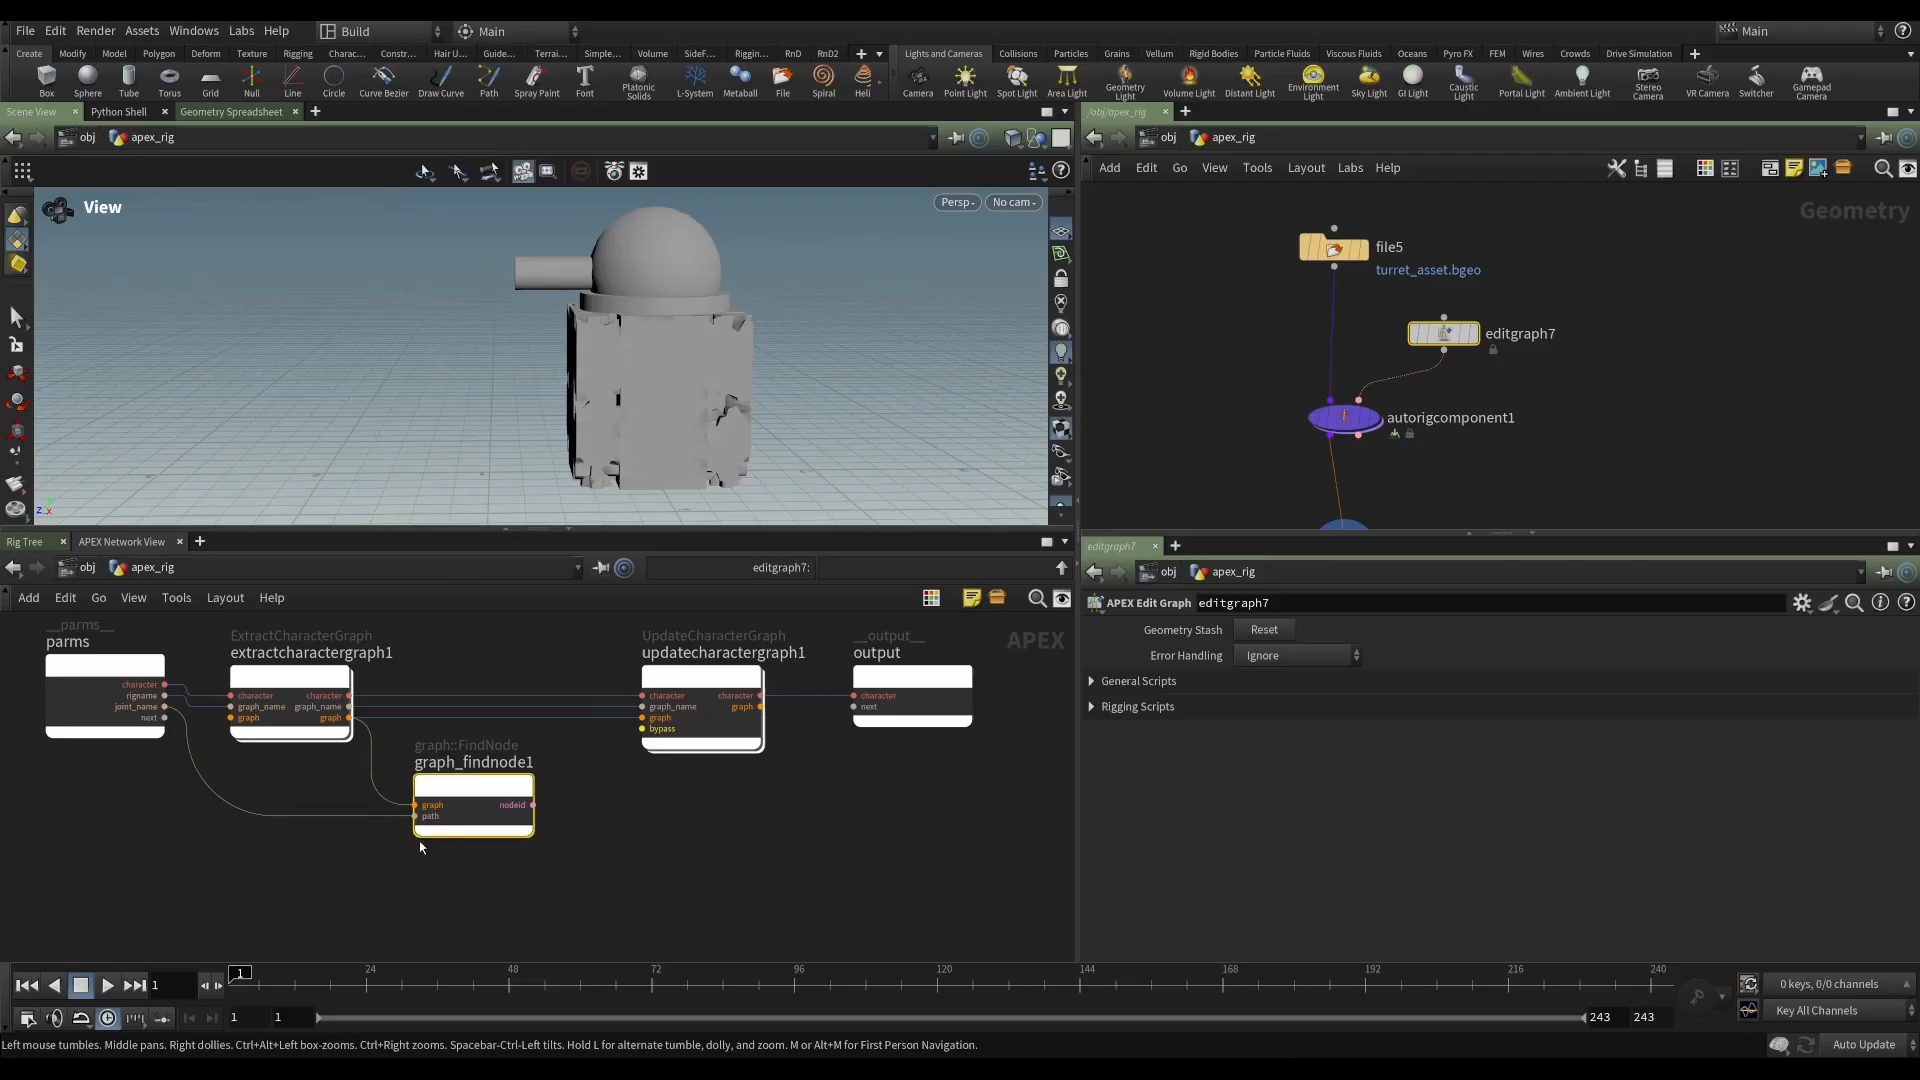 File Edit Render Assets Windows Labs Help Build Main Main
Create Modify Model Polygon Deform Texture Rigging Charac... Constr... Hair U... Guide... Terrai... Simple... Volume SideF... Riggin... RnD RnD2
Lights and Cameras Collisions Particles Grains Vellum Rigid Bodies Particle Fluids Viscous Fluids Oceans Pyro FX FEM Wires Crowds Drive Simulation
Box Sphere Tube Torus Grid Null Line Circle Curve Bezier Draw Curve Path Spray Paint Font Platonic Solids L-System Metaball File Spiral Heli
Camera Point Light Spot Light Area Light Geometry Light Volume Light Distant Light Environment Light Sky Light GI Light Caustic Light Portal Light Ambient Light Stereo Camera VR Camera Switcher Gamepad Camera
Scene View Python Shell Geometry Spreadsheet
obj apex_rig
View
Persp No cam
z x
/obj/apex_rig
obj apex_rig
Add Edit Go View Tools Layout Labs Help
Geometry
file5
turret_asset.bgeo
editgraph7
autorigcomponent1
Rig Tree APEX Network View
obj apex_rig editgraph7:
Add Edit Go View Tools Layout Help
APEX
__parms__
parms
character
rigname
joint_name
next
ExtractCharacterGraph
extractcharactergraph1
character character
graph_name graph_name
graph graph
graph::FindNode
graph_findnode1
graph nodeid
path
UpdateCharacterGraph
updatecharactergraph1
character character
graph_name graph
graph
bypass
__output__
output
character
next
editgraph7
obj apex_rig
APEX Edit Graph editgraph7
Geometry Stash Reset
Error Handling Ignore
General Scripts
Rigging Scripts
1 1 24 48 72 96 120 144 168 192 216 240
0 keys, 0/0 channels
1 1 243 243
Key All Channels
Left mouse tumbles. Middle pans. Right dollies. Ctrl+Alt+Left box-zooms. Ctrl+Right zooms. Spacebar-Ctrl-Left tilts. Hold L for alternate tumble, dolly, and zoom. M or Alt+M for First Person Navigation.
Auto Update